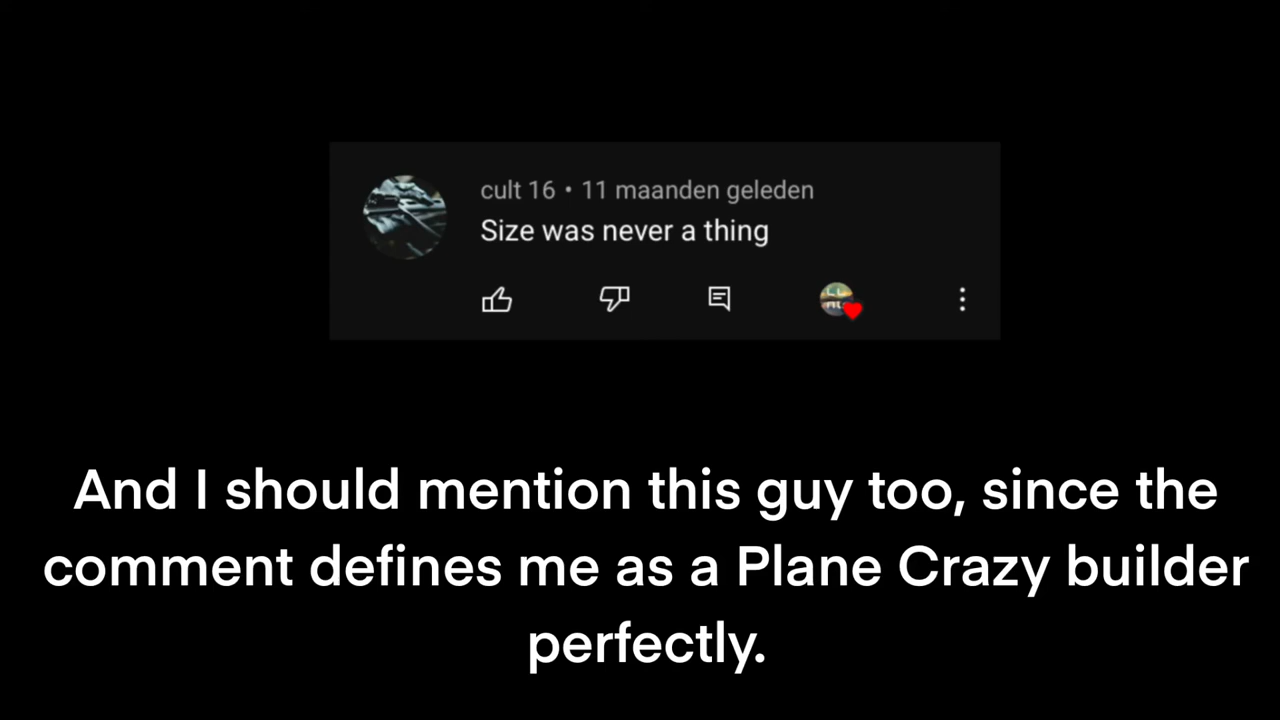 cult 16 • 11 maanden geleden
Size was never a thing
And I should mention this guy too, since the
comment defines me as a Plane Crazy builder
perfectly.